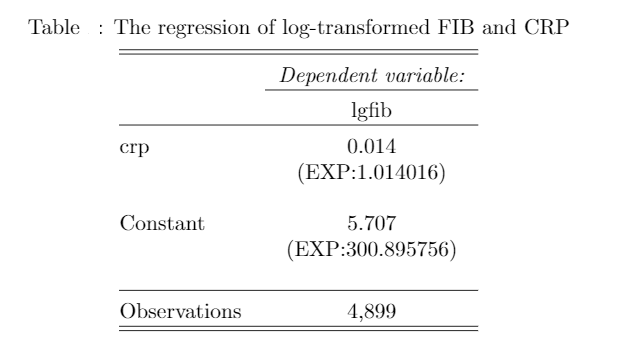 Table : The regression of log-transformed FIB and CRP
Dependent variable:
lgfib
crp 0.014
(EXP:1.014016)
Constant 5.707
(EXP:300.895756)
Observations 4,899